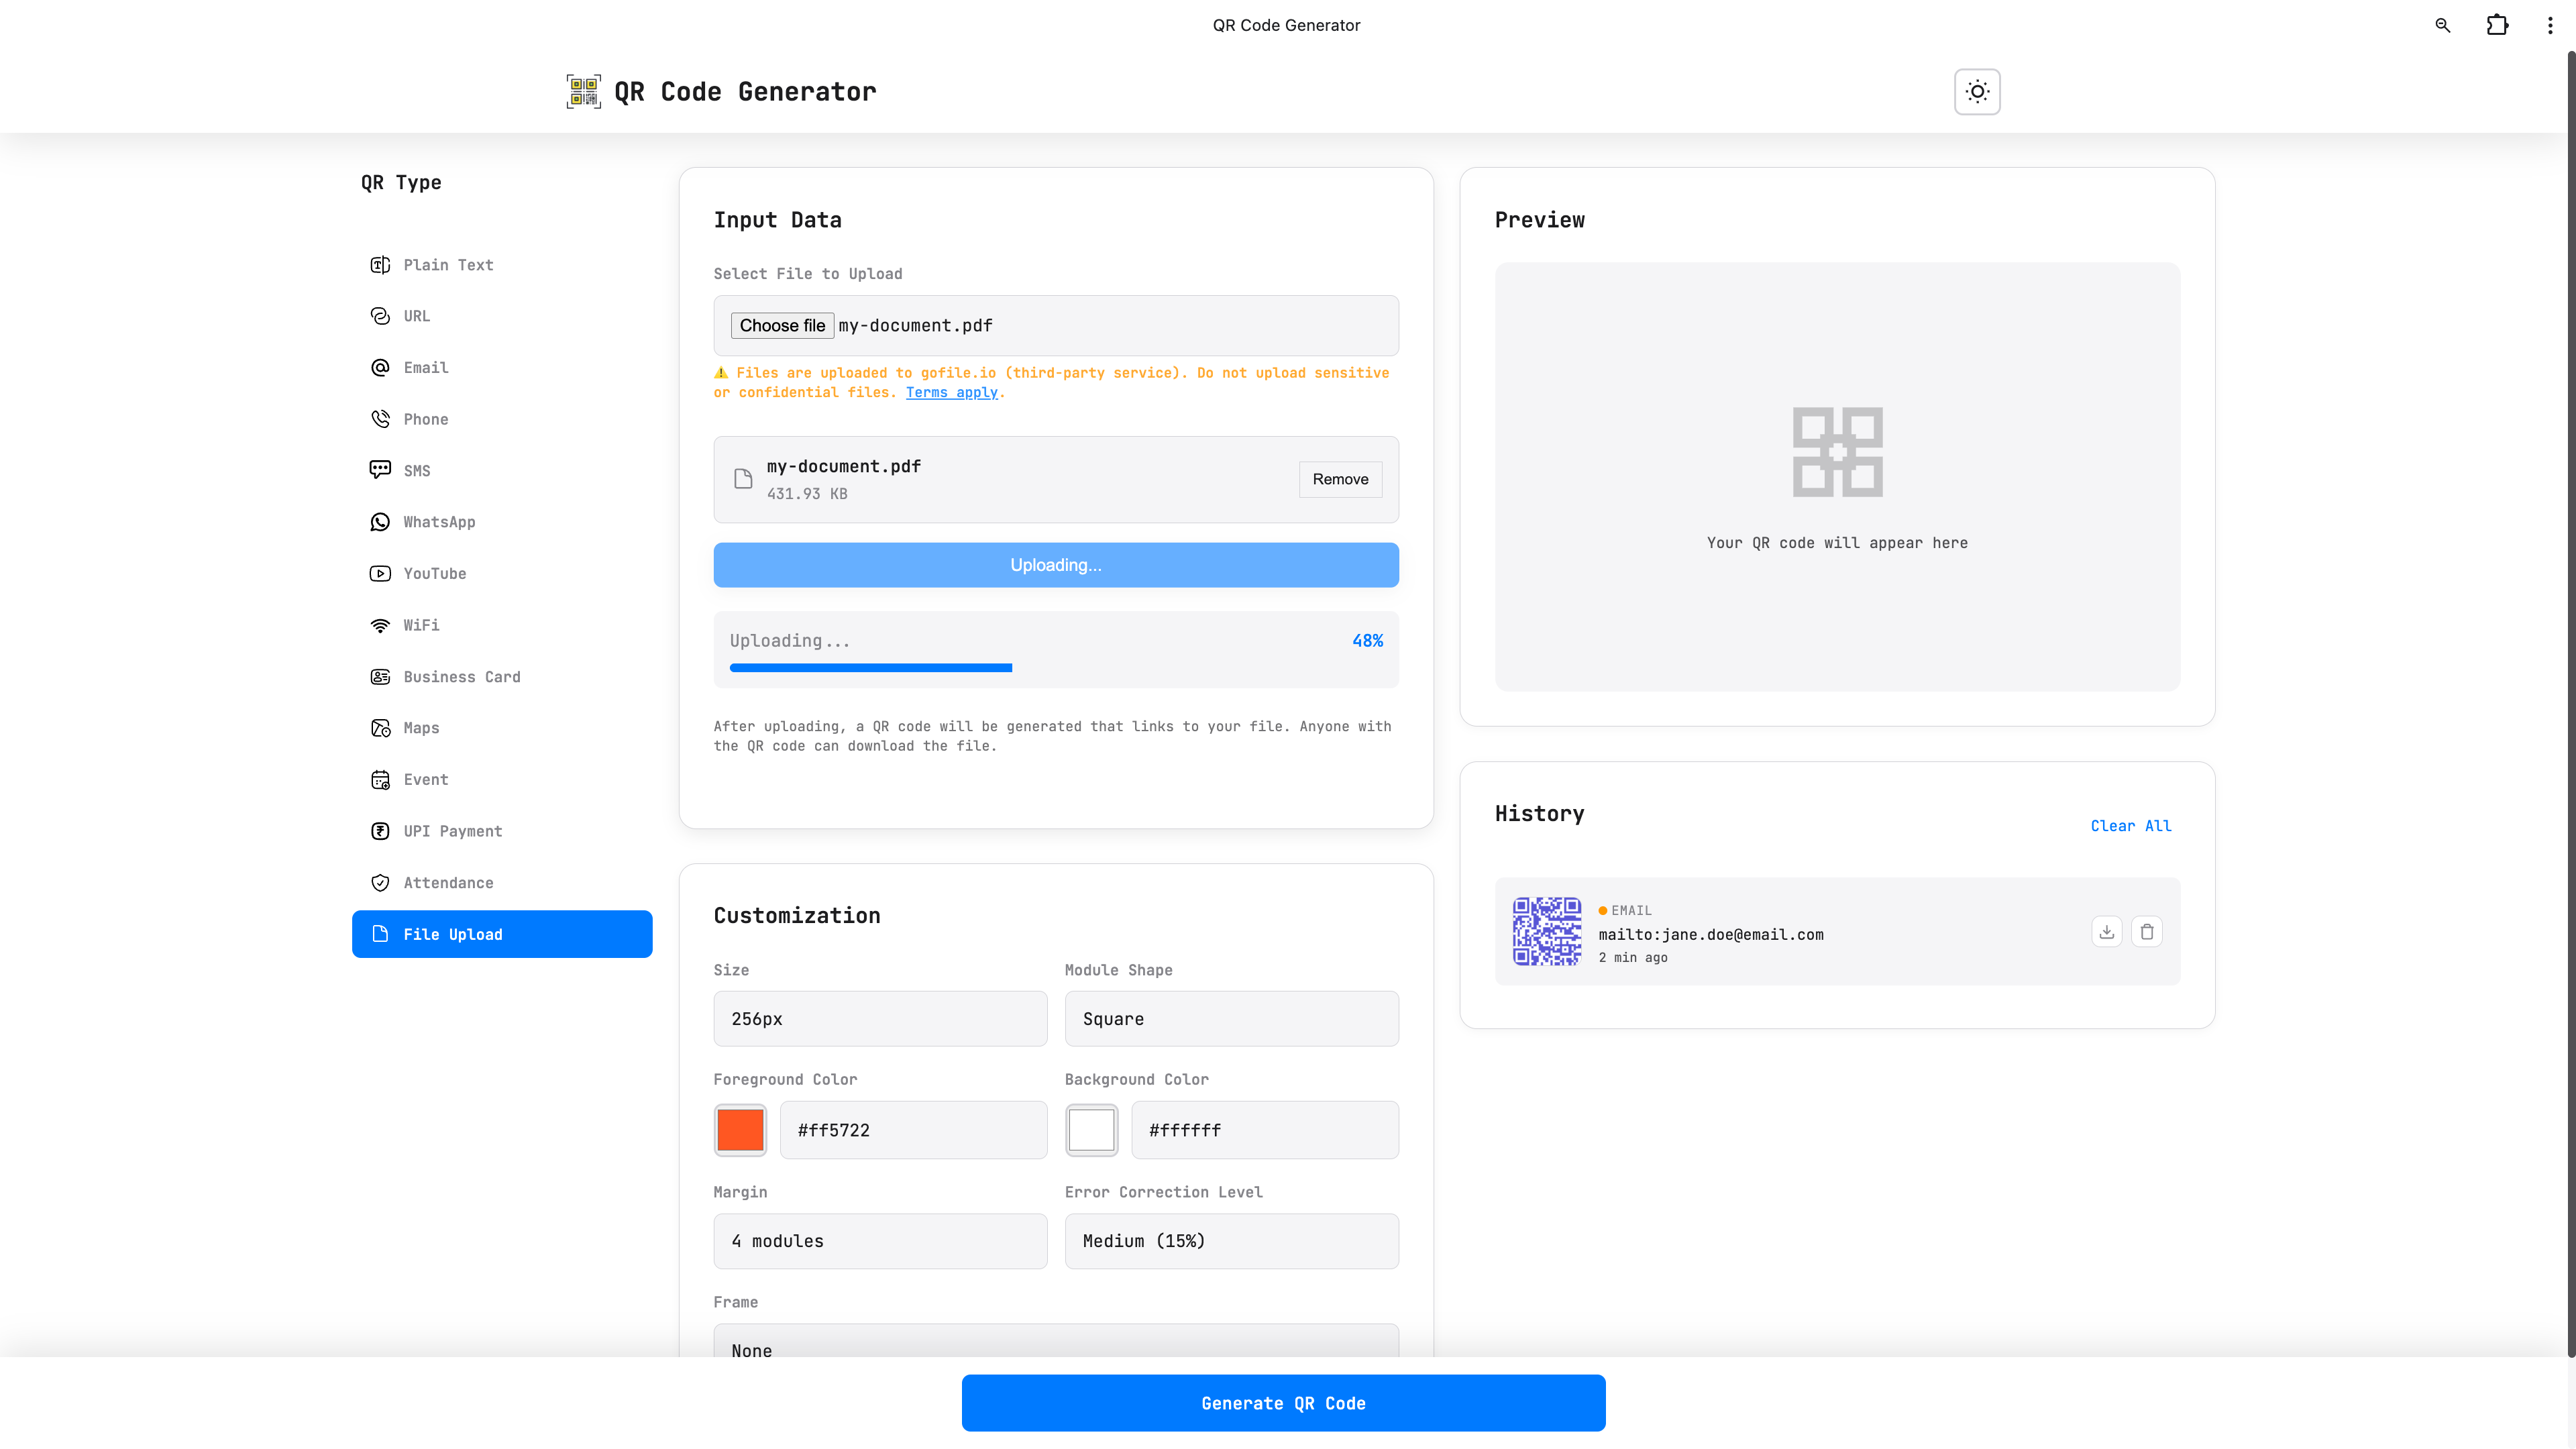 QR Code Generator
QR Code Generator
QR Type
Plain Text
URL
Email
Phone
SMS
WhatsApp
YouTube
WiFi
Business Card
Maps
Event
UPI Payment
Attendance
File Upload
Input Data
Select File to Upload
Choose file my-document.pdf
⚠ Files are uploaded to gofile.io (third-party service). Do not upload sensitive
or confidential files. Terms apply.
my-document.pdf
431.93 KB
Remove
Uploading...
Uploading... 48%
After uploading, a QR code will be generated that links to your file. Anyone with
the QR code can download the file.
Customization
Size
Module Shape
256px
Square
Foreground Color
Background Color
#ff5722
#ffffff
Margin
Error Correction Level
4 modules
Medium (15%)
Frame
None
Preview
Your QR code will appear here
History
Clear All
EMAIL
mailto:jane.doe@email.com
2 min ago
Generate QR Code